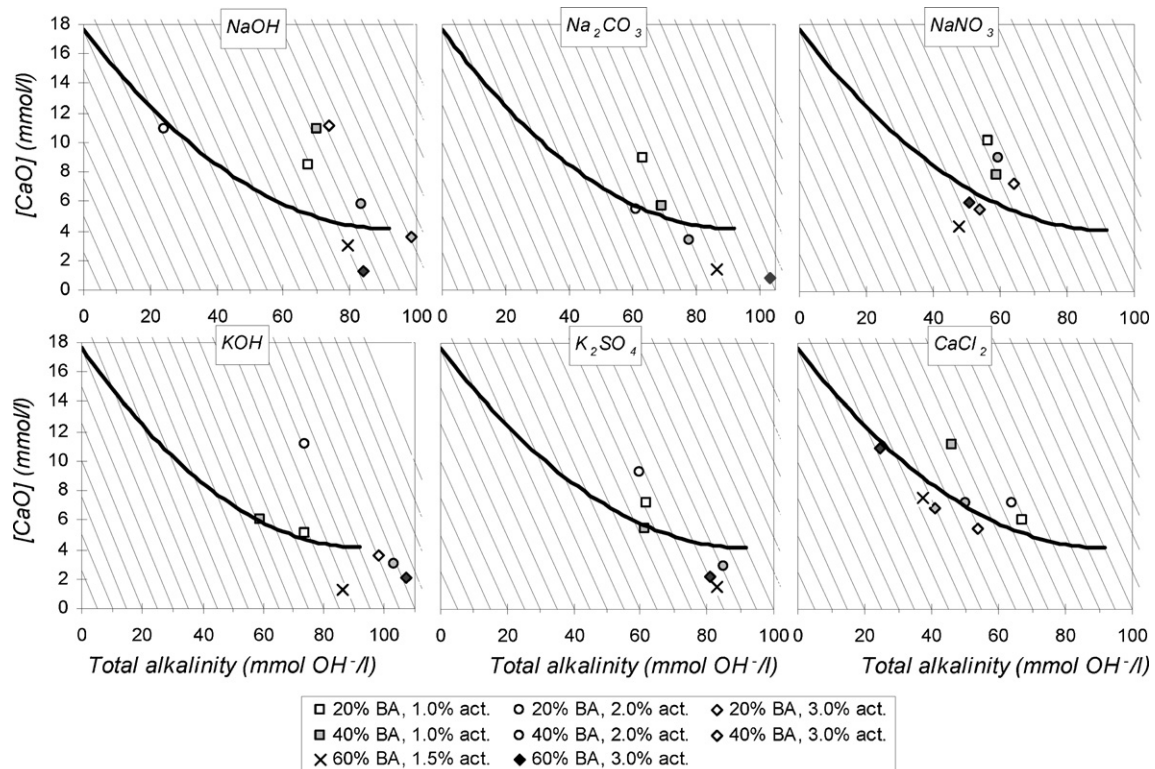 NaOH
Na2CO3
NaNO3
[CaO] (mmol/l)
18
16
14
12
10
8
6
4
2
0
0 20 40 60 80 100
0 20 40 60 80 100
0 20 40 60 80 100
KOH
K2SO4
CaCl2
[CaO] (mmol/l)
18
16
14
12
10
8
6
4
2
0
0 20 40 60 80 100
0 20 40 60 80 100
0 20 40 60 80 100
Total alkalinity (mmol OH⁻/l) Total alkalinity (mmol OH⁻/l) Total alkalinity (mmol OH⁻/l)
20% BA, 1.0% act. 20% BA, 2.0% act. 20% BA, 3.0% act.
40% BA, 1.0% act. 40% BA, 2.0% act. 40% BA, 3.0% act.
60% BA, 1.5% act. 60% BA, 3.0% act.